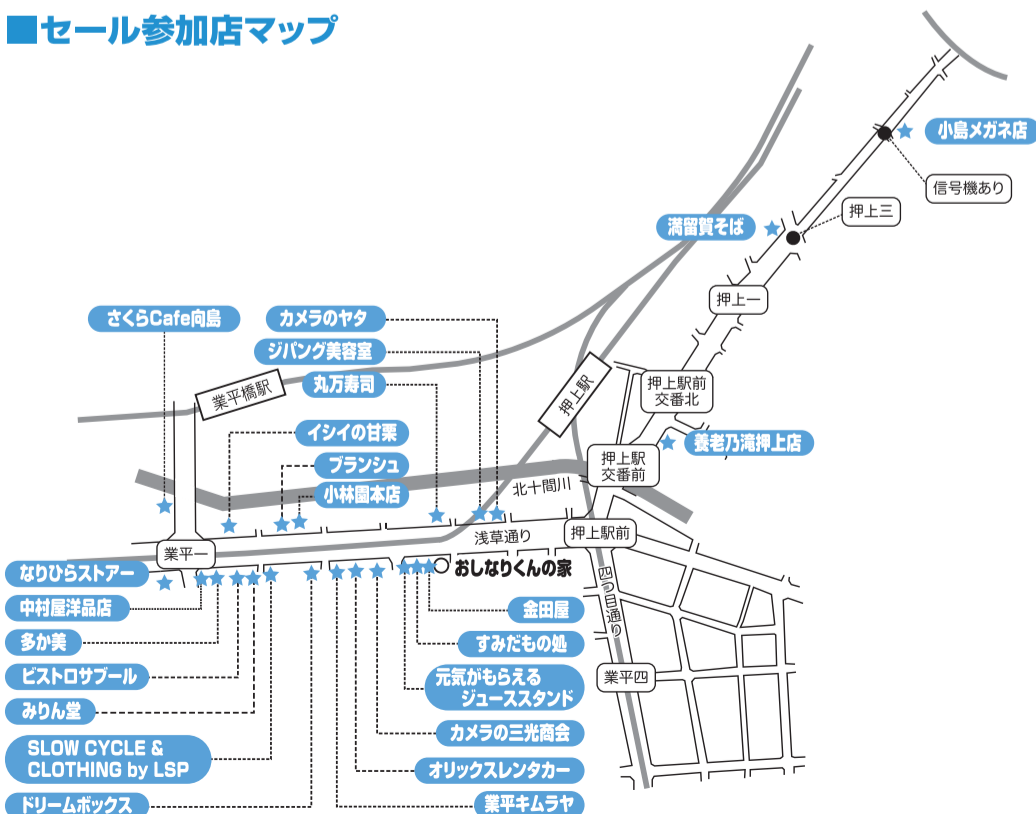 ■セール参加店マップ
小島メガネ店
信号機あり
押上三
満留賀そば
押上一
さくらCafe向島
カメラのヤタ
ジパング美容室
丸万寿司
業平橋駅
押上駅
押上駅前
交番北
イシイの甘栗
養老乃滝押上店
ブランシュ
押上駅
交番前
小林園本店
北十間川
浅草通り
押上駅前
業平一
おしなりくんの家
四つ目通り
なりひらストアー
中村屋洋品店
金田屋
多か美
すみだもの処
ビストロサブール
元気がもらえる
ジューススタンド
業平四
みりん堂
カメラの三光商会
SLOW CYCLE &
CLOTHING by LSP
オリックスレンタカー
ドリームボックス
業平キムラヤ